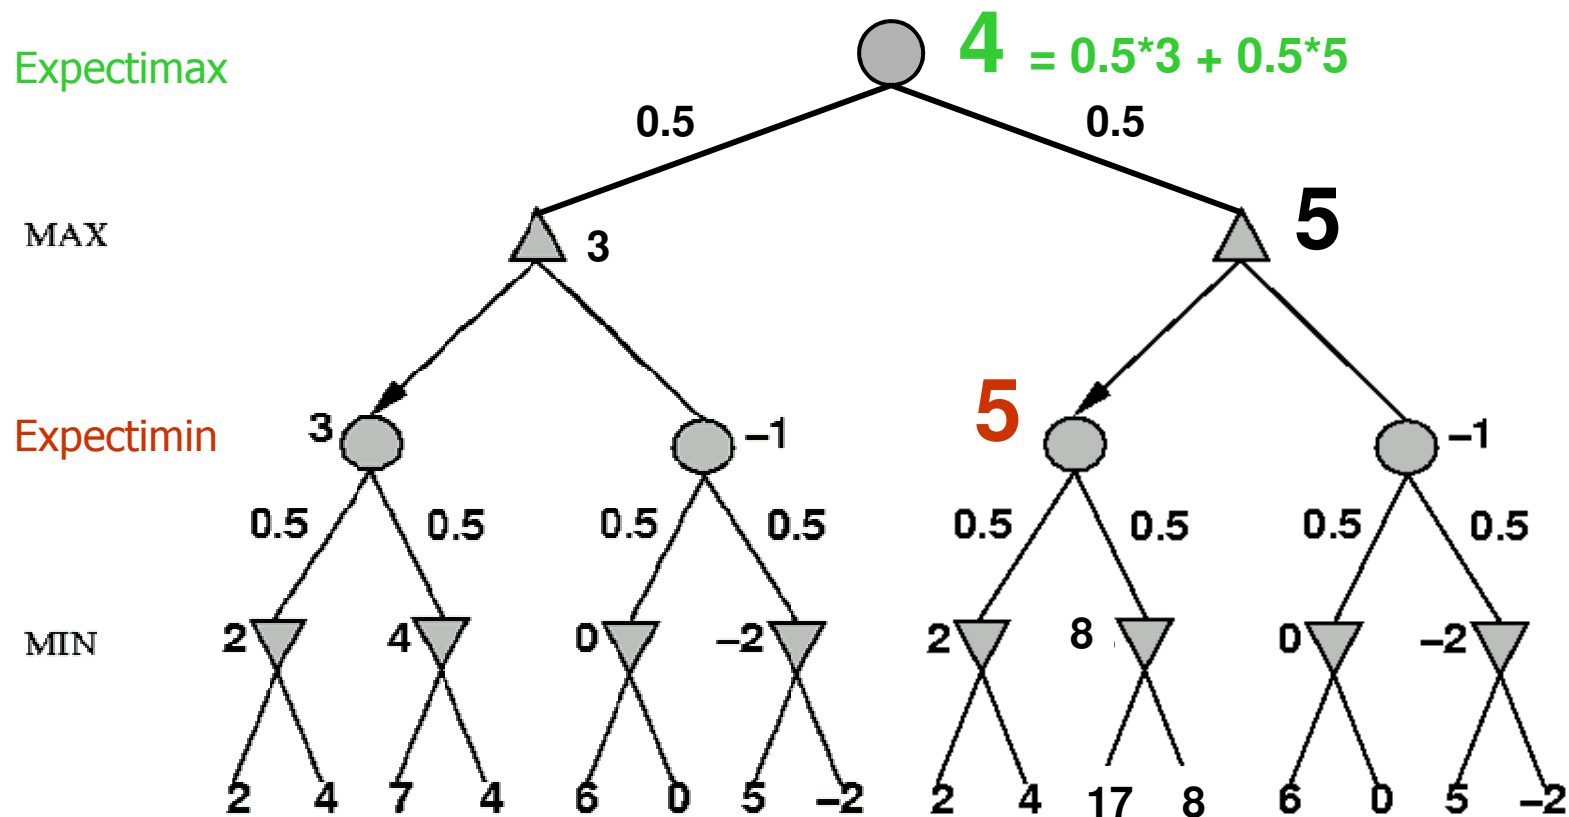 Expectimax 4 = 0.5*3 + 0.5*5
0.5 0.5
MAX 3 5
Expectimin 3 –1 5 –1
0.5 0.5 0.5 0.5 0.5 0.5 0.5 0.5
MIN 2 4 0 –2 2 8 0 –2
2 4 7 4 6 0 5 –2 2 4 17 8 6 0 5 –2